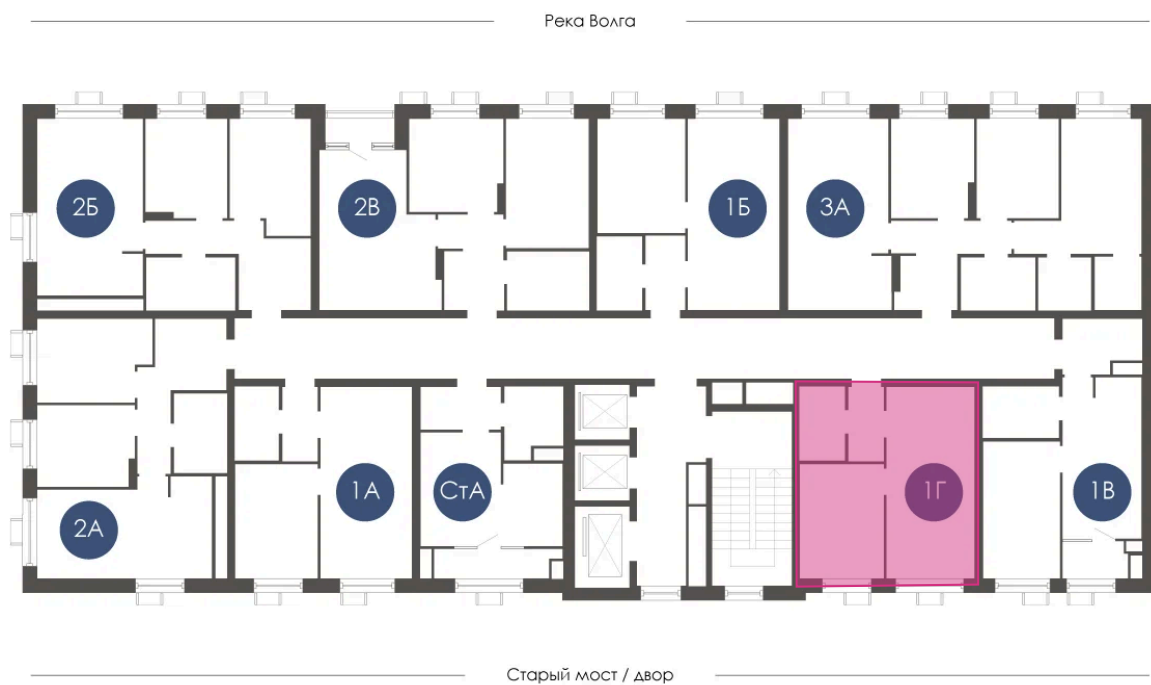 Река Волга
2Б
2В
1Б
3А
1А
СтА
1Г
1В
2А
Старый мост / двор